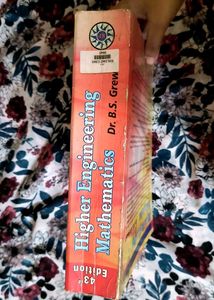 Higher Engineering
Mathematics
Dr. B.S. Grew
43rd
Edition